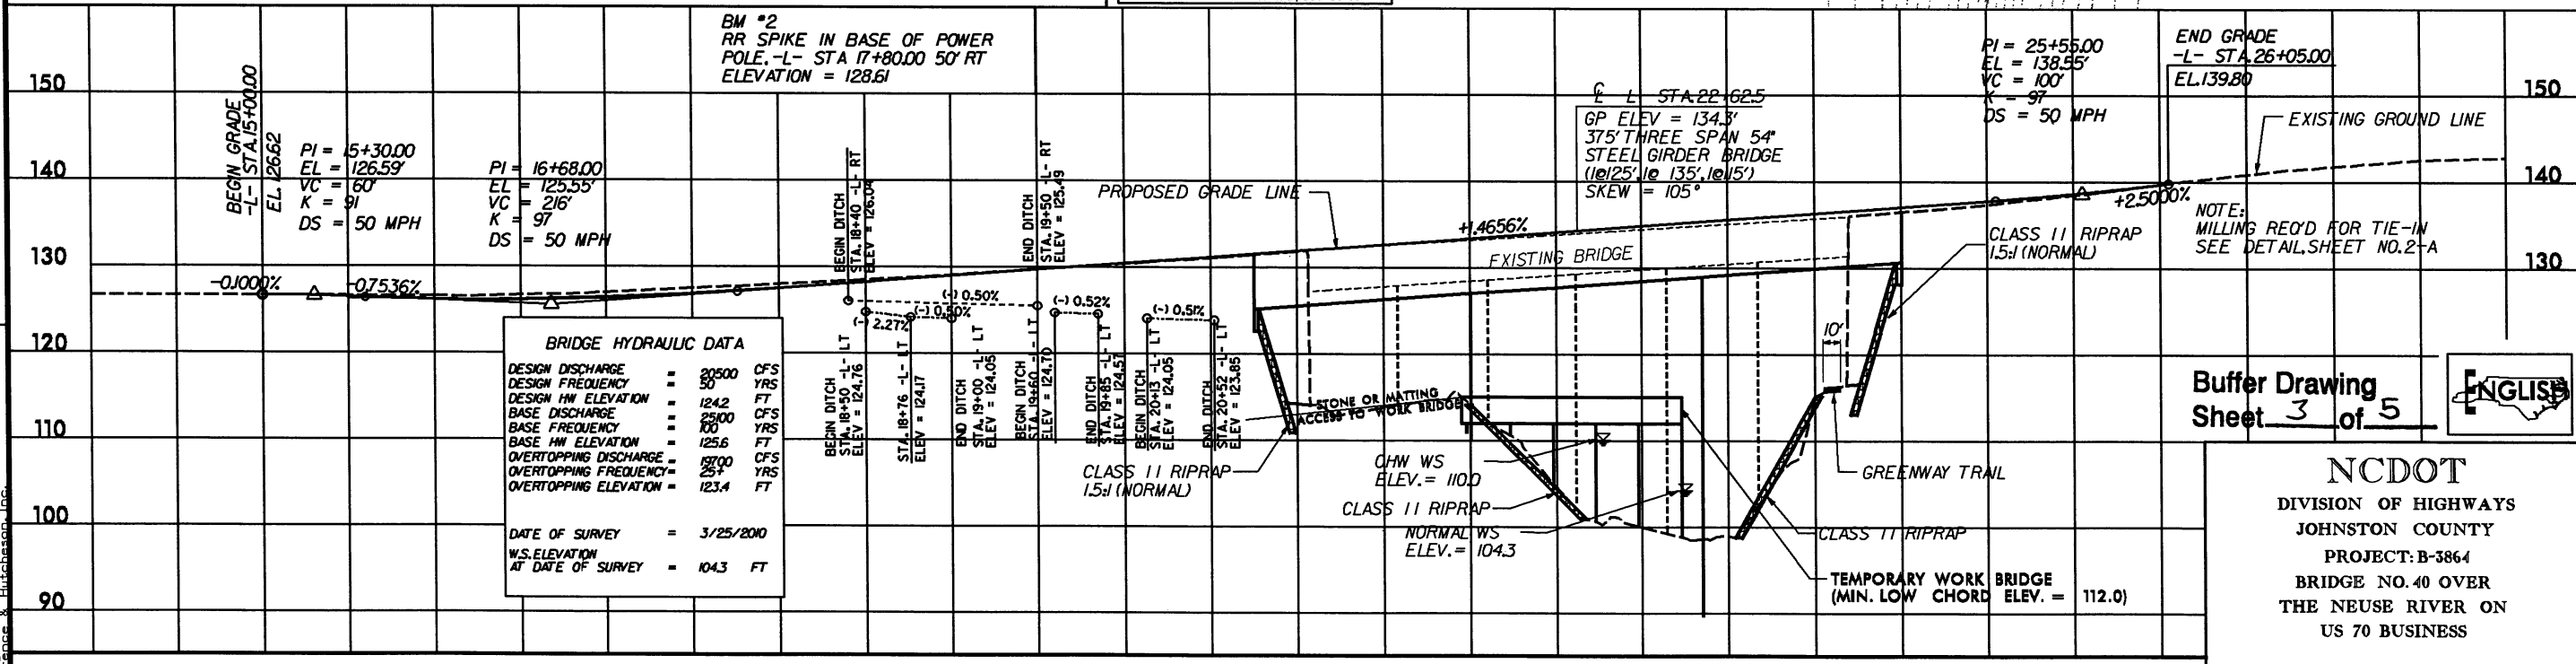 BM #2
RR SPIKE IN BASE OF POWER
POLE, -L- STA 17+80.00 50' RT
ELEVATION = 128.61
BEGIN GRADE
-L- STA. 15+00.00
EL. 126.62
PI = 15+30.00
EL = 126.59'
VC = 60'
K = 91
DS = 50 MPH
PI = 16+68.00
EL = 125.55'
VC = 216'
K = 97
DS = 50 MPH
BEGIN DITCH
STA. 18+40 -L- RT
ELEV = 126.04
END DITCH
STA. 19+50 -L- RT
ELEV = 125.49
PROPOSED GRADE LINE
℄ -L- STA. 22+62.5
GP ELEV = 134.3'
375' THREE SPAN 54"
STEEL GIRDER BRIDGE
(1@125', 1@ 135', 1@115')
SKEW = 105°
PI = 25+55.00
EL = 138.55'
VC = 100'
K = 97
DS = 50 MPH
END GRADE
-L- STA. 26+05.00
EL. 139.80
EXISTING GROUND LINE
150
140
130
120
110
100
90
150
140
130
-0.1000%
-0.7536%
+1.4656%
+2.5000%
EXISTING BRIDGE
CLASS II RIPRAP
1.5:1 (NORMAL)
NOTE:
MILLING REQ'D FOR TIE-IN
SEE DETAIL, SHEET NO. 2-A
(-) 0.50%
(-) 2.27%
(-) 0.50%
(-) 0.52%
(-) 0.51%
BEGIN DITCH
STA. 18+50 -L- LT
ELEV = 124.76
STA. 18+76 -L- LT
ELEV = 124.17
END DITCH
STA. 19+00 -L- LT
ELEV = 124.05
BEGIN DITCH
STA. 19+60 -L- LT
ELEV = 124.70
END DITCH
STA. 19+85 -L- LT
ELEV = 124.57
BEGIN DITCH
STA. 20+13 -L- LT
ELEV = 124.05
END DITCH
STA. 20+52 -L- LT
ELEV = 123.85
BRIDGE HYDRAULIC DATA
DESIGN DISCHARGE = 20500 CFS
DESIGN FREQUENCY = 50 YRS
DESIGN HW ELEVATION = 124.2 FT
BASE DISCHARGE = 25100 CFS
BASE FREQUENCY = 100 YRS
BASE HW ELEVATION = 125.6 FT
OVERTOPPING DISCHARGE = 19700 CFS
OVERTOPPING FREQUENCY = 25+ YRS
OVERTOPPING ELEVATION = 123.4 FT
DATE OF SURVEY = 3/25/2010
W.S. ELEVATION
AT DATE OF SURVEY = 104.3 FT
STONE OR MATTING
ACCESS TO WORK BRIDGE
CLASS II RIPRAP
1.5:1 (NORMAL)
OHW WS
ELEV. = 110.0
CLASS II RIPRAP
NORMAL WS
ELEV. = 104.3
10'
GREENWAY TRAIL
CLASS II RIPRAP
TEMPORARY WORK BRIDGE
(MIN. LOW CHORD ELEV. = 112.0)
Buffer Drawing
Sheet 3 of 5
ENGLISH
NCDOT
DIVISION OF HIGHWAYS
JOHNSTON COUNTY
PROJECT: B-3864
BRIDGE NO. 40 OVER
THE NEUSE RIVER ON
US 70 BUSINESS